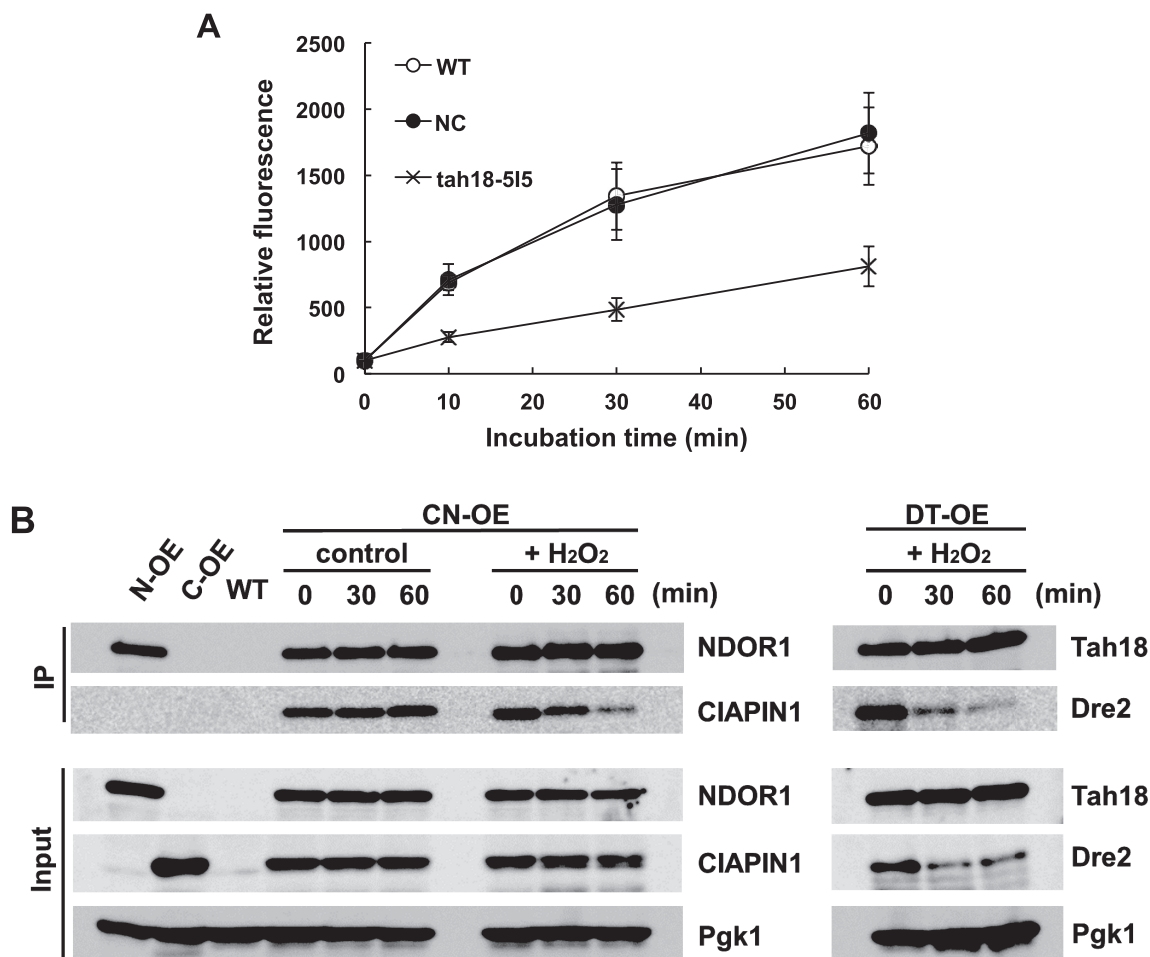 A
2500
2000
1500
1000
500
0
Relative fluorescence
WT
NC
tah18-5I5
0 10 30 40 50 60
Incubation time (min)
B
CN-OE
DT-OE
N-OE C-OE WT
control + H2O2
+ H2O2
0 30 60 0 30 60 (min)
0 30 60 (min)
IP
NDOR1 Tah18
CIAPIN1 Dre2
Input
NDOR1 Tah18
CIAPIN1 Dre2
Pgk1 Pgk1